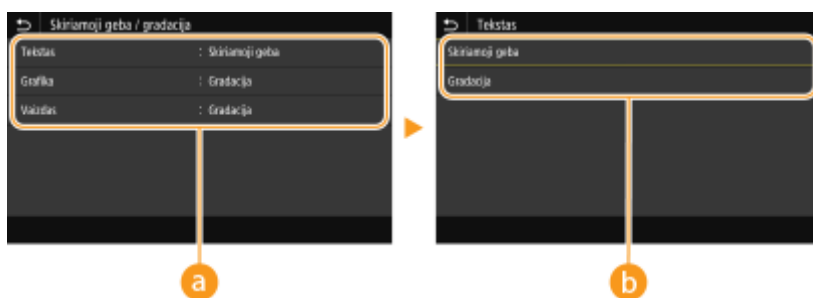 Skiriamoji geba / gradacija
Tekstas : Skiriamoji geba
Grafika : Gradacija
Vaizdas : Gradacija
a
Tekstas
Skiriamoji geba
Gradacija
b